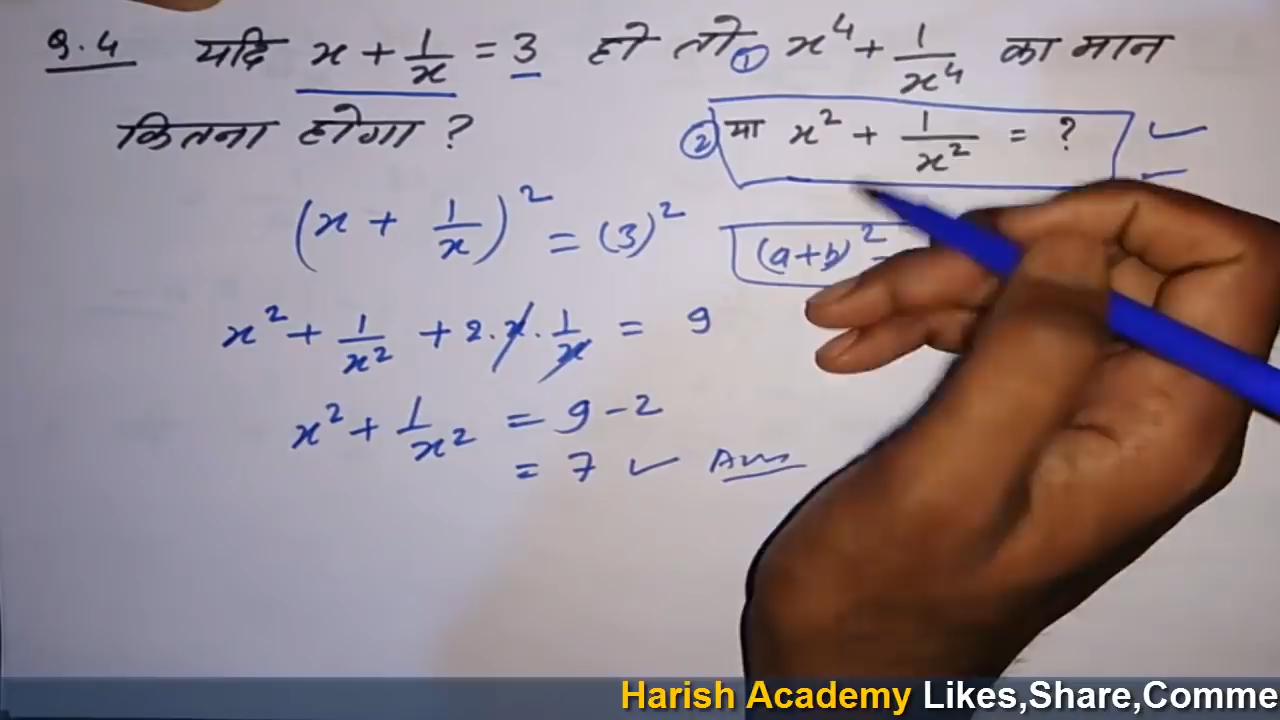 Q.4 यदि x + 1/x = 3 हो तो ① x⁴ + 1/x⁴ का मान
कितना होगा ?
② या x² + 1/x² = ?
(x + 1/x)² = (3)²
(a+b)² =
x² + 1/x² + 2.x.1/x = 9
x² + 1/x² = 9-2
= 7 ✓ Ans
Harish Academy Likes,Share,Comme